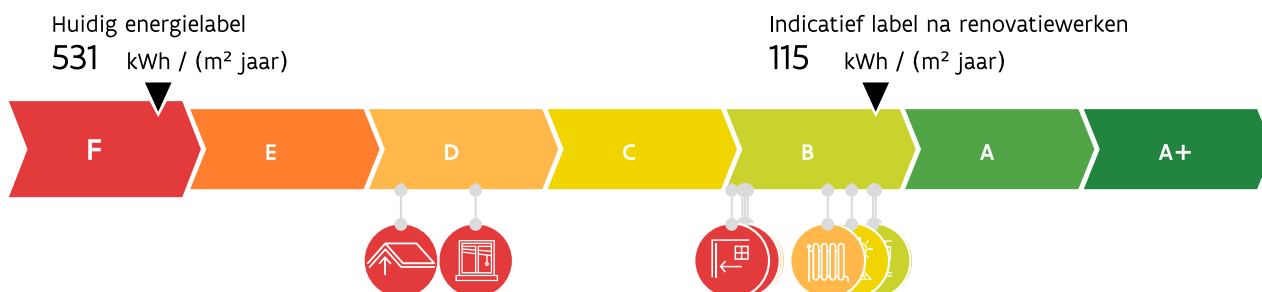 Huidig energielabel
531 kWh / (m² jaar)
Indicatief label na renovatiewerken
115 kWh / (m² jaar)
F E D C B A A+